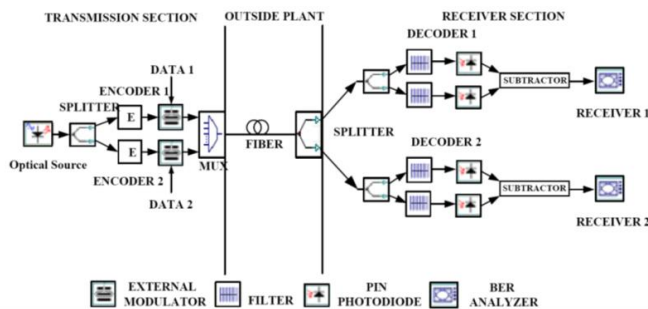 TRANSMISSION SECTION
OUTSIDE PLANT
RECEIVER SECTION
DECODER 1
DATA 1
ENCODER 1
SPLITTER
E
SUBTRACTOR
RECEIVER 1
Optical Source
E
MUX
FIBER
SPLITTER
ENCODER 2
DATA 2
DECODER 2
SUBTRACTOR
RECEIVER 2
EXTERNAL
MODULATOR
FILTER
PIN
PHOTODIODE
BER
ANALYZER